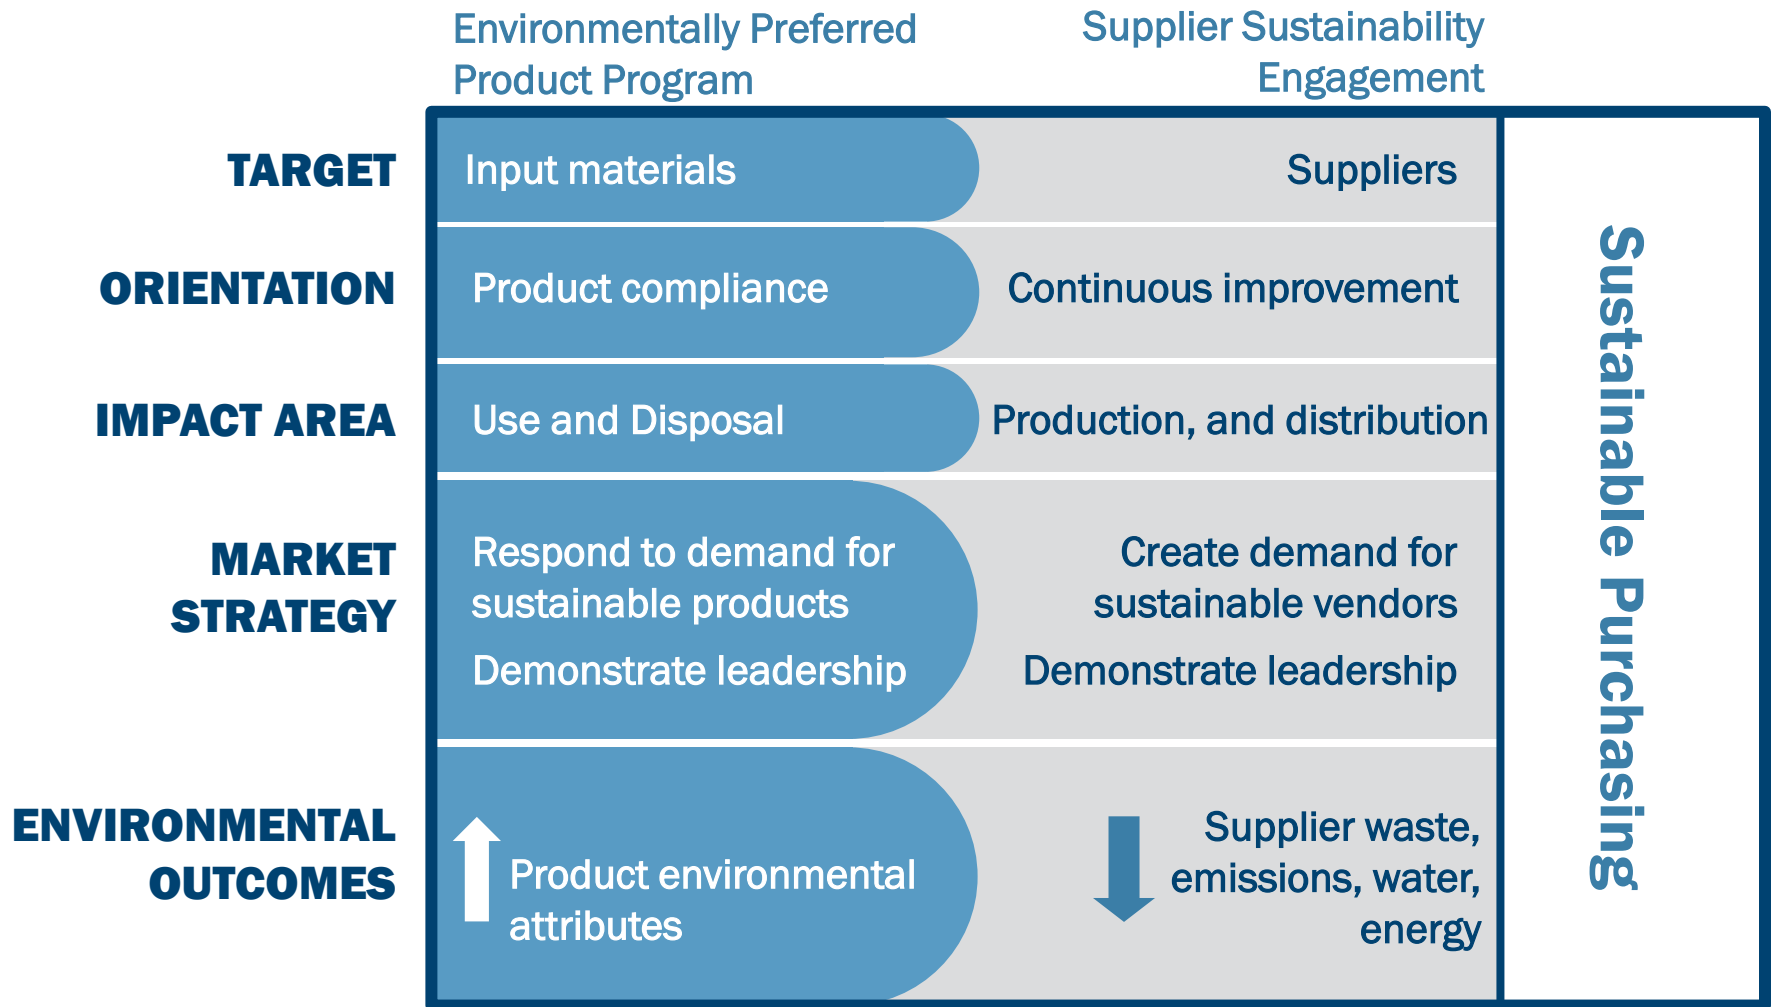 Environmentally Preferred
Product Program
Supplier Sustainability
Engagement
TARGET
Input materials
Suppliers
ORIENTATION
Product compliance
Continuous improvement
IMPACT AREA
Use and Disposal
Production, and distribution
MARKET
STRATEGY
Respond to demand for
sustainable products
Demonstrate leadership
Create demand for
sustainable vendors
Demonstrate leadership
ENVIRONMENTAL
OUTCOMES
Product environmental
attributes
Supplier waste,
emissions, water,
energy
Sustainable Purchasing